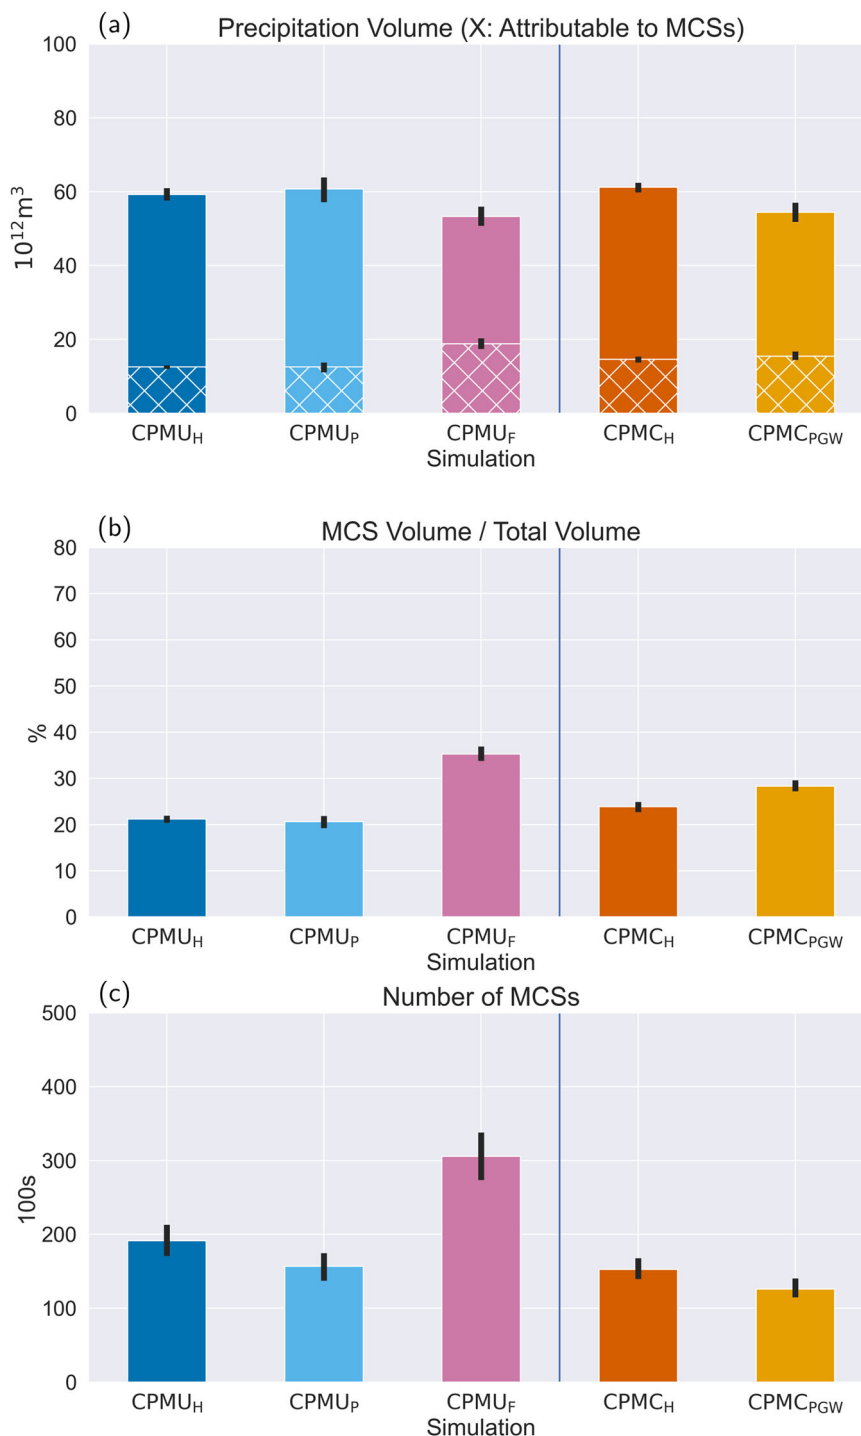 (a) Precipitation Volume (X: Attributable to MCSs)
100
80
60
40
20
0
10¹²m³
CPMU_H CPMU_P CPMU_F CPMC_H CPMC_PGW
Simulation
(b) MCS Volume / Total Volume
80
70
60
50
40
30
20
10
0
%
CPMU_H CPMU_P CPMU_F CPMC_H CPMC_PGW
Simulation
(c) Number of MCSs
500
400
300
200
100
0
100s
CPMU_H CPMU_P CPMU_F CPMC_H CPMC_PGW
Simulation